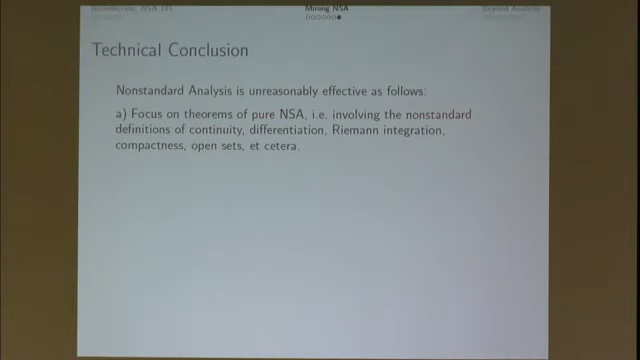 Introduction: NSA 101
Mining NSA
Beyond Analysis
Technical Conclusion
Nonstandard Analysis is unreasonably effective as follows:
a) Focus on theorems of pure NSA, i.e. involving the nonstandard
definitions of continuity, differentiation, Riemann integration,
compactness, open sets, et cetera.